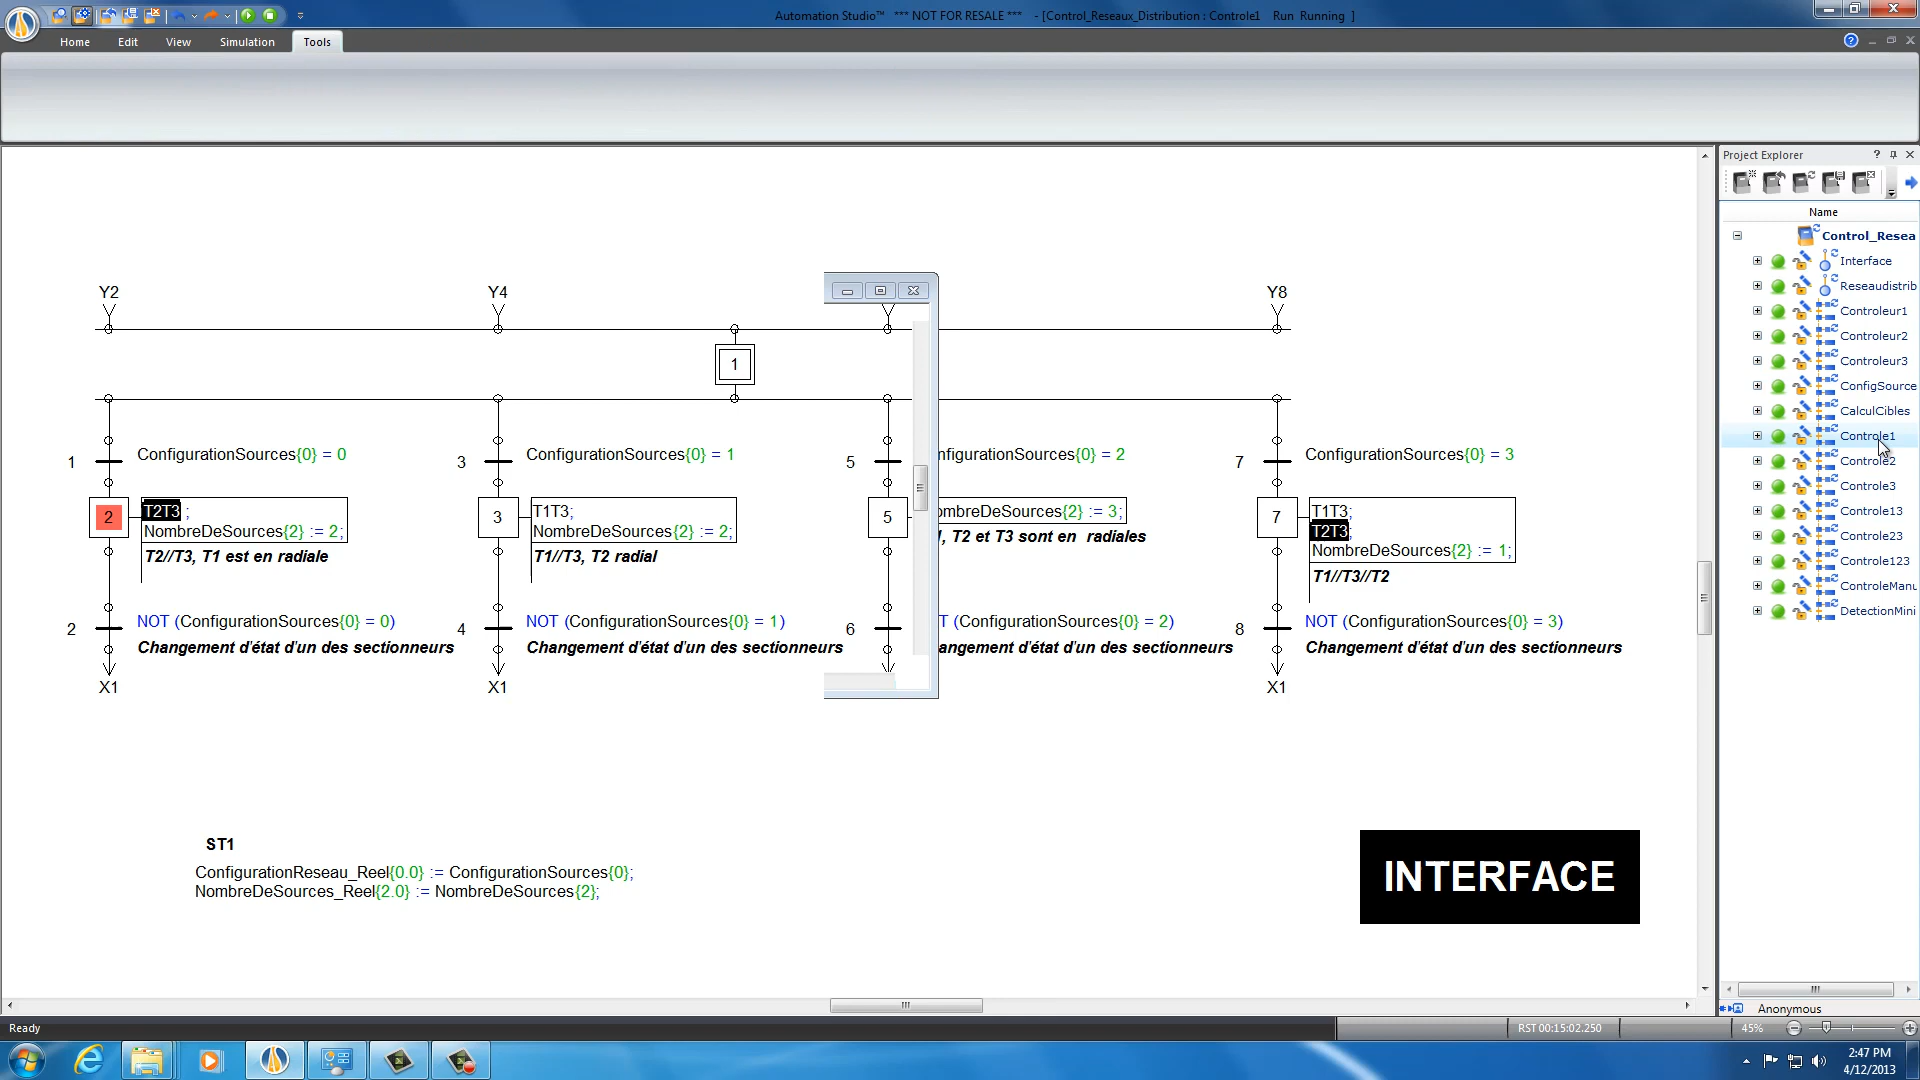 Automation Studio™   *** NOT FOR RESALE ***   - [Control_Reseaux_Distribution : Controle1   Run  Running  ]
Home
Edit
View
Simulation
Tools
Project Explorer
Name
Control_Resea
Interface
Reseaudistrib
Controleur1
Controleur2
Controleur3
ConfigSource
CalculCibles
Controle1
Controle2
Controle3
Controle13
Controle23
Controle123
ControleManu
DetectionMini
Anonymous
Y2
Y4
Y8
1
1
ConfigurationSources{0} = 0
3
ConfigurationSources{0} = 1
5
nfigurationSources{0} = 2
7
ConfigurationSources{0} = 3
2
T2T3 ;
NombreDeSources{2} := 2;
T2//T3, T1 est en radiale
3
T1T3;
NombreDeSources{2} := 2;
T1//T3, T2 radial
5
ombreDeSources{2} := 3;
, T2 et T3 sont en  radiales
7
T1T3;
T2T3;
NombreDeSources{2} := 1;
T1//T3//T2
2
NOT (ConfigurationSources{0} = 0)
Changement d'état d'un des sectionneurs
4
NOT (ConfigurationSources{0} = 1)
Changement d'état d'un des sectionneurs
6
T (ConfigurationSources{0} = 2)
angement d'état d'un des sectionneurs
8
NOT (ConfigurationSources{0} = 3)
Changement d'état d'un des sectionneurs
X1
X1
X1
ST1
ConfigurationReseau_Reel{0.0} := ConfigurationSources{0};
NombreDeSources_Reel{2.0} := NombreDeSources{2};
INTERFACE
Ready
RST 00:15:02.250
45%
2:47 PM
4/12/2013